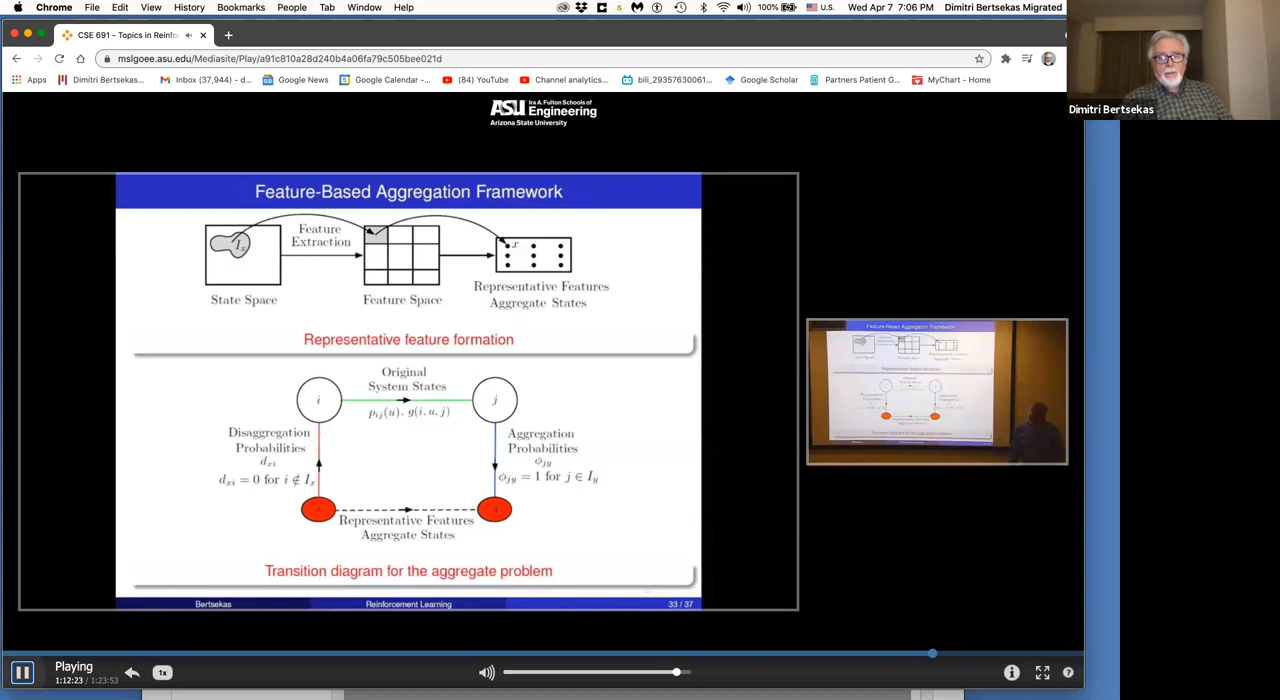 Chrome File Edit View History Bookmarks People Tab Window Help
100% U.S. Wed Apr 7 7:06 PM Dimitri Bertsekas Migrated
CSE 691 - Topics in Reinfo
mslgoee.asu.edu/Mediasite/Play/a91c810a28d240b4a06fa79c505bee021d
Apps Dimitri Bertsekas... Inbox (37,944) - d... Google News Google Calendar -... (84) YouTube Channel analytics... bili_29357630061... Google Scholar Partners Patient G... MyChart - Home
Dimitri Bertsekas
ASU Ira A. Fulton Schools of
Engineering
Arizona State University
Feature-Based Aggregation Framework
Feature
Extraction
I_x
x
State Space
Feature Space
Representative Features
Aggregate States
Representative feature formation
Original
System States
i
j
p_ij(u), g(i, u, j)
Disaggregation
Probabilities
d_xi
d_xi = 0 for i ∉ I_x
Aggregation
Probabilities
ϕ_jy
ϕ_jy = 1 for j ∈ I_y
Representative Features
Aggregate States
Transition diagram for the aggregate problem
Bertsekas Reinforcement Learning 33 / 37
Feature-Based Aggregation Framework
Playing
1:12:23 / 1:23:53
1x